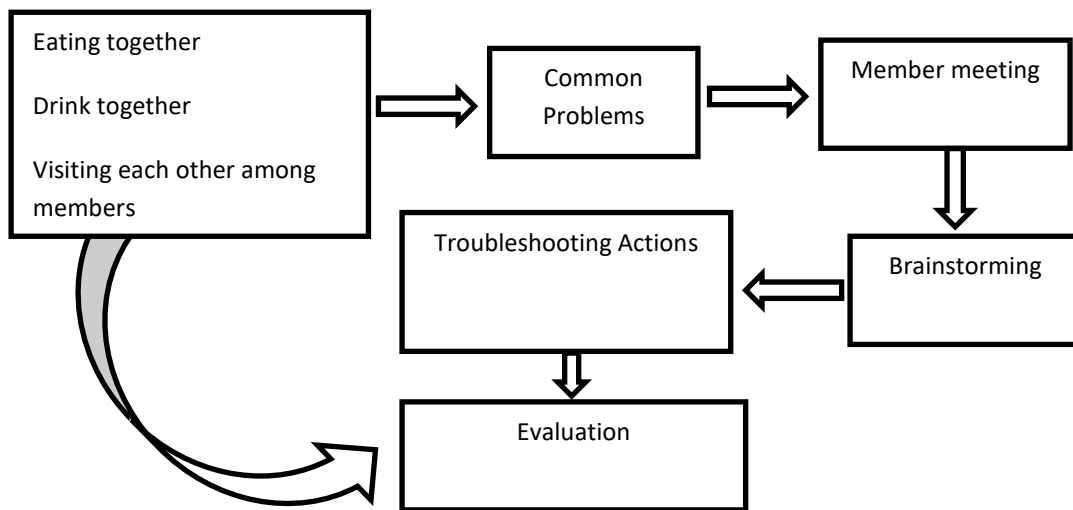 Eating together
Drink together
Visiting each other among
members
Common
Problems
Member meeting
Brainstorming
Troubleshooting Actions
Evaluation